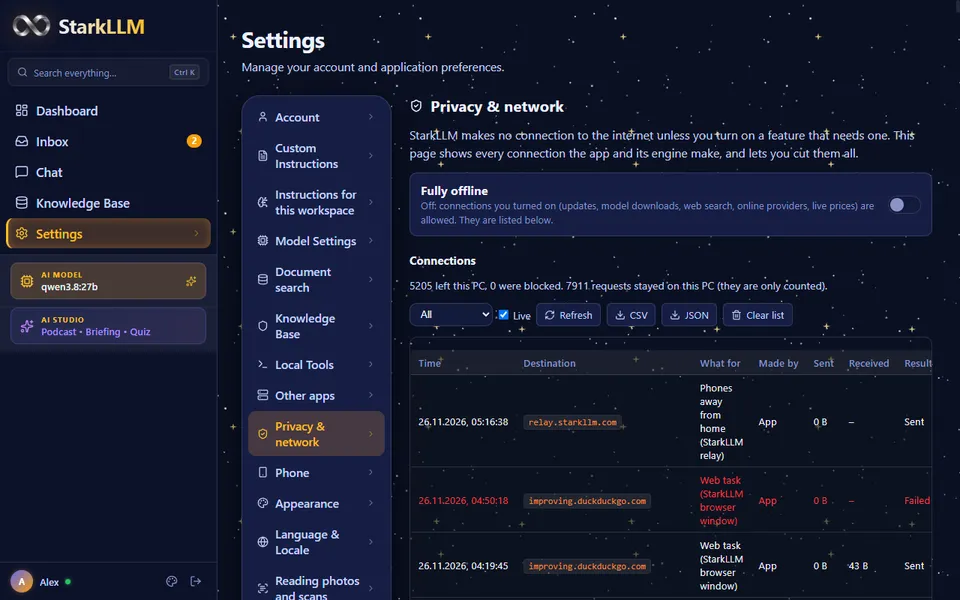 StarkLLM
Search everything...
Ctrl K
Dashboard
Inbox
2
Chat
Knowledge Base
Settings
AI MODEL
qwen3.8:27b
AI STUDIO
Podcast • Briefing • Quiz
A
Alex
Settings
Manage your account and application preferences.
Account
Custom
Instructions
Instructions for
this workspace
Model Settings
Document
search
Knowledge
Base
Local Tools
Other apps
Privacy &
network
Phone
Appearance
Language &
Locale
Reading photos
and scans
Privacy & network
StarkLLM makes no connection to the internet unless you turn on a feature that needs one. This
page shows every connection the app and its engine make, and lets you cut them all.
Fully offline
Off: connections you turned on (updates, model downloads, web search, online providers, live prices) are
allowed. They are listed below.
Connections
5205 left this PC, 0 were blocked. 7911 requests stayed on this PC (they are only counted).
All
Live
Refresh
CSV
JSON
Clear list
Time Destination What for Made by Sent Received Result
Phones
away
from
home
(StarkLLM
relay)
26.11.2026, 05:16:38 relay.starkllm.com App 0 B – Sent
Web task
(StarkLLM
browser
window)
26.11.2026, 04:50:18 improving.duckduckgo.com App 0 B – Failed
Web task
(StarkLLM
browser
window)
26.11.2026, 04:19:45 improving.duckduckgo.com App 0 B 43 B Sent